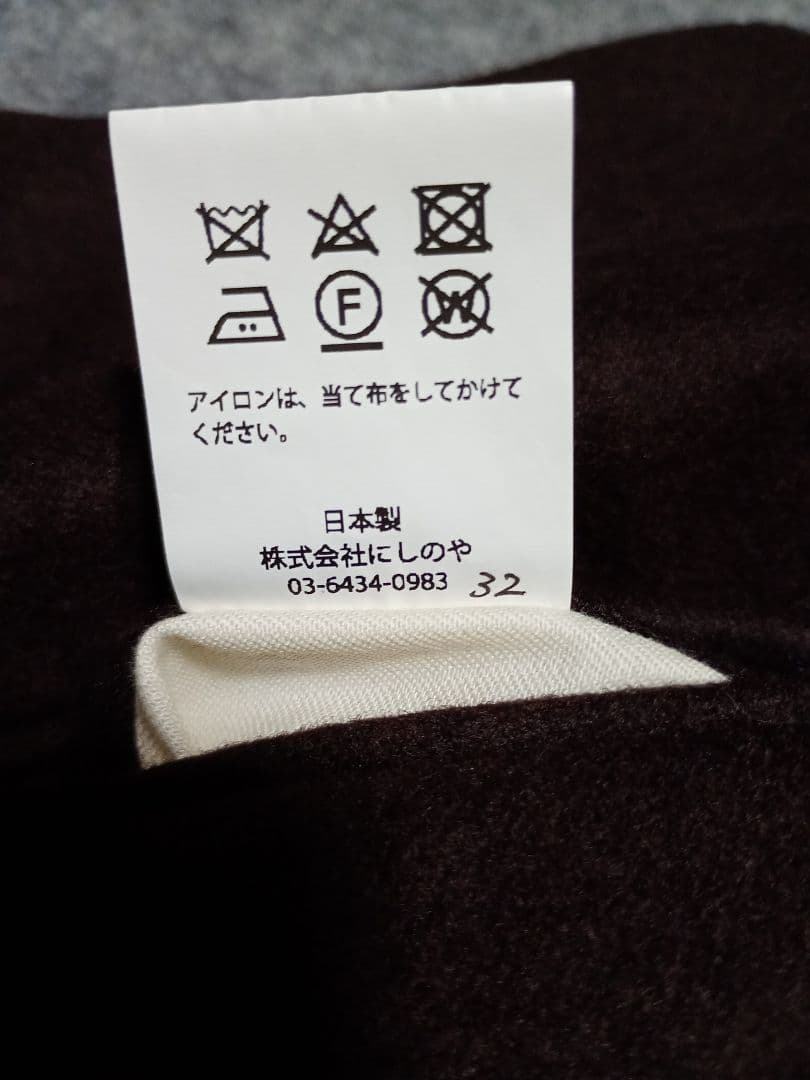 F W
アイロンは、当て布をしてかけて
ください。
日本製
株式会社にしのや
03-6434-0983 32